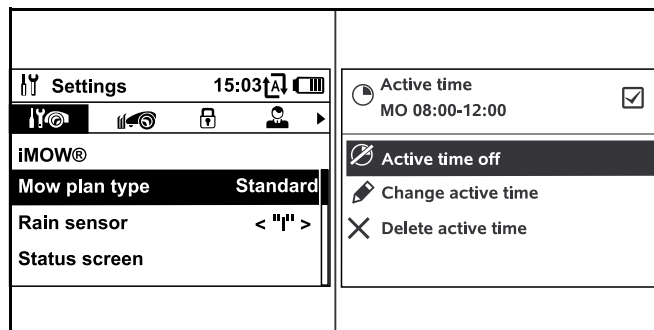 Settings 15:03
iMOW®
Mow plan type Standard
Rain sensor < "I" >
Status screen
Active time
MO 08:00-12:00
Active time off
Change active time
Delete active time